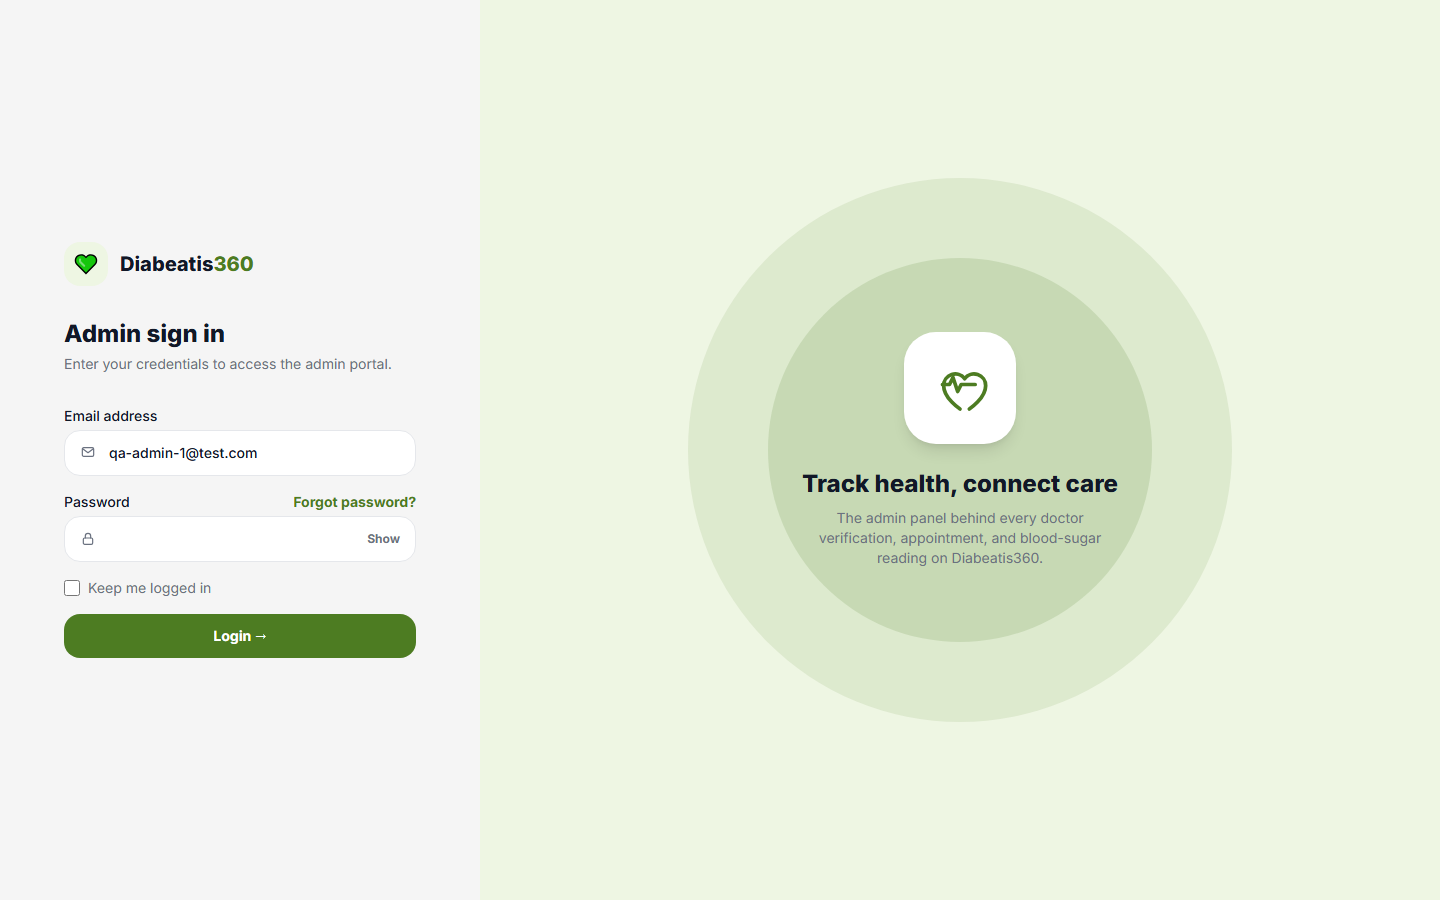 Diabeatis360
Admin sign in
Enter your credentials to access the admin portal.
Email address
qa-admin-1@test.com
Password
Forgot password?
Show
Keep me logged in
Login →
Track health, connect care
The admin panel behind every doctor
verification, appointment, and blood-sugar
reading on Diabeatis360.